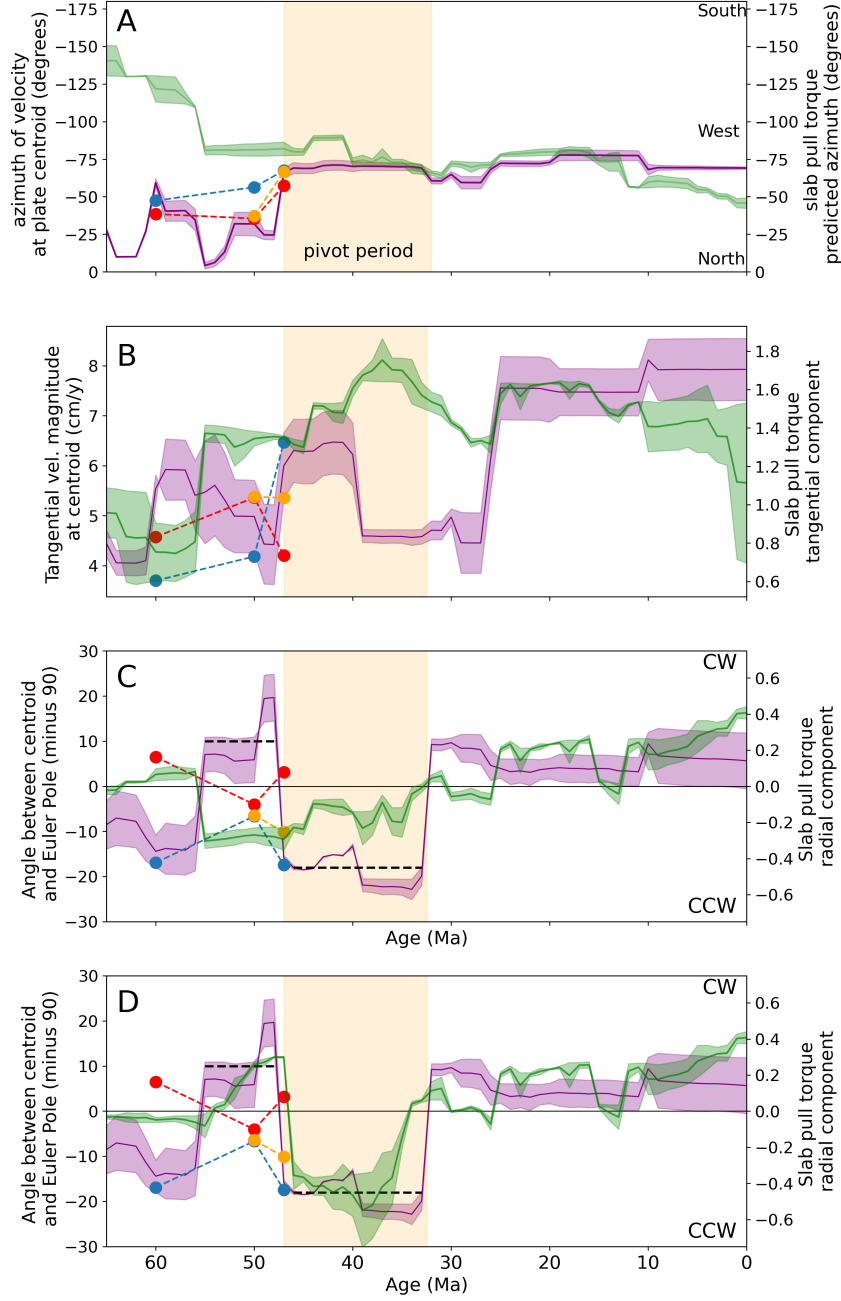 A
South
West
North
pivot period
−175
−150
−125
−100
−75
−50
−25
0
−175
−150
−125
−100
−75
−50
−25
0
azimuth of velocity
at plate centroid (degrees)
slab pull torque
predicted azimuth (degrees)
B
8
7
6
5
4
1.8
1.6
1.4
1.2
1.0
0.8
0.6
Tangential vel. magnitude
at centroid (cm/y)
Slab pull torque
tangential component
C
CW
CCW
30
20
10
0
−10
−20
−30
0.6
0.4
0.2
0.0
−0.2
−0.4
−0.6
Angle between centroid
and Euler Pole (minus 90)
Slab pull torque
radial component
Age (Ma)
D
CW
CCW
30
20
10
0
−10
−20
−30
0.6
0.4
0.2
0.0
−0.2
−0.4
−0.6
Angle between centroid
and Euler Pole (minus 90)
Slab pull torque
radial component
60 50 40 30 20 10 0
Age (Ma)